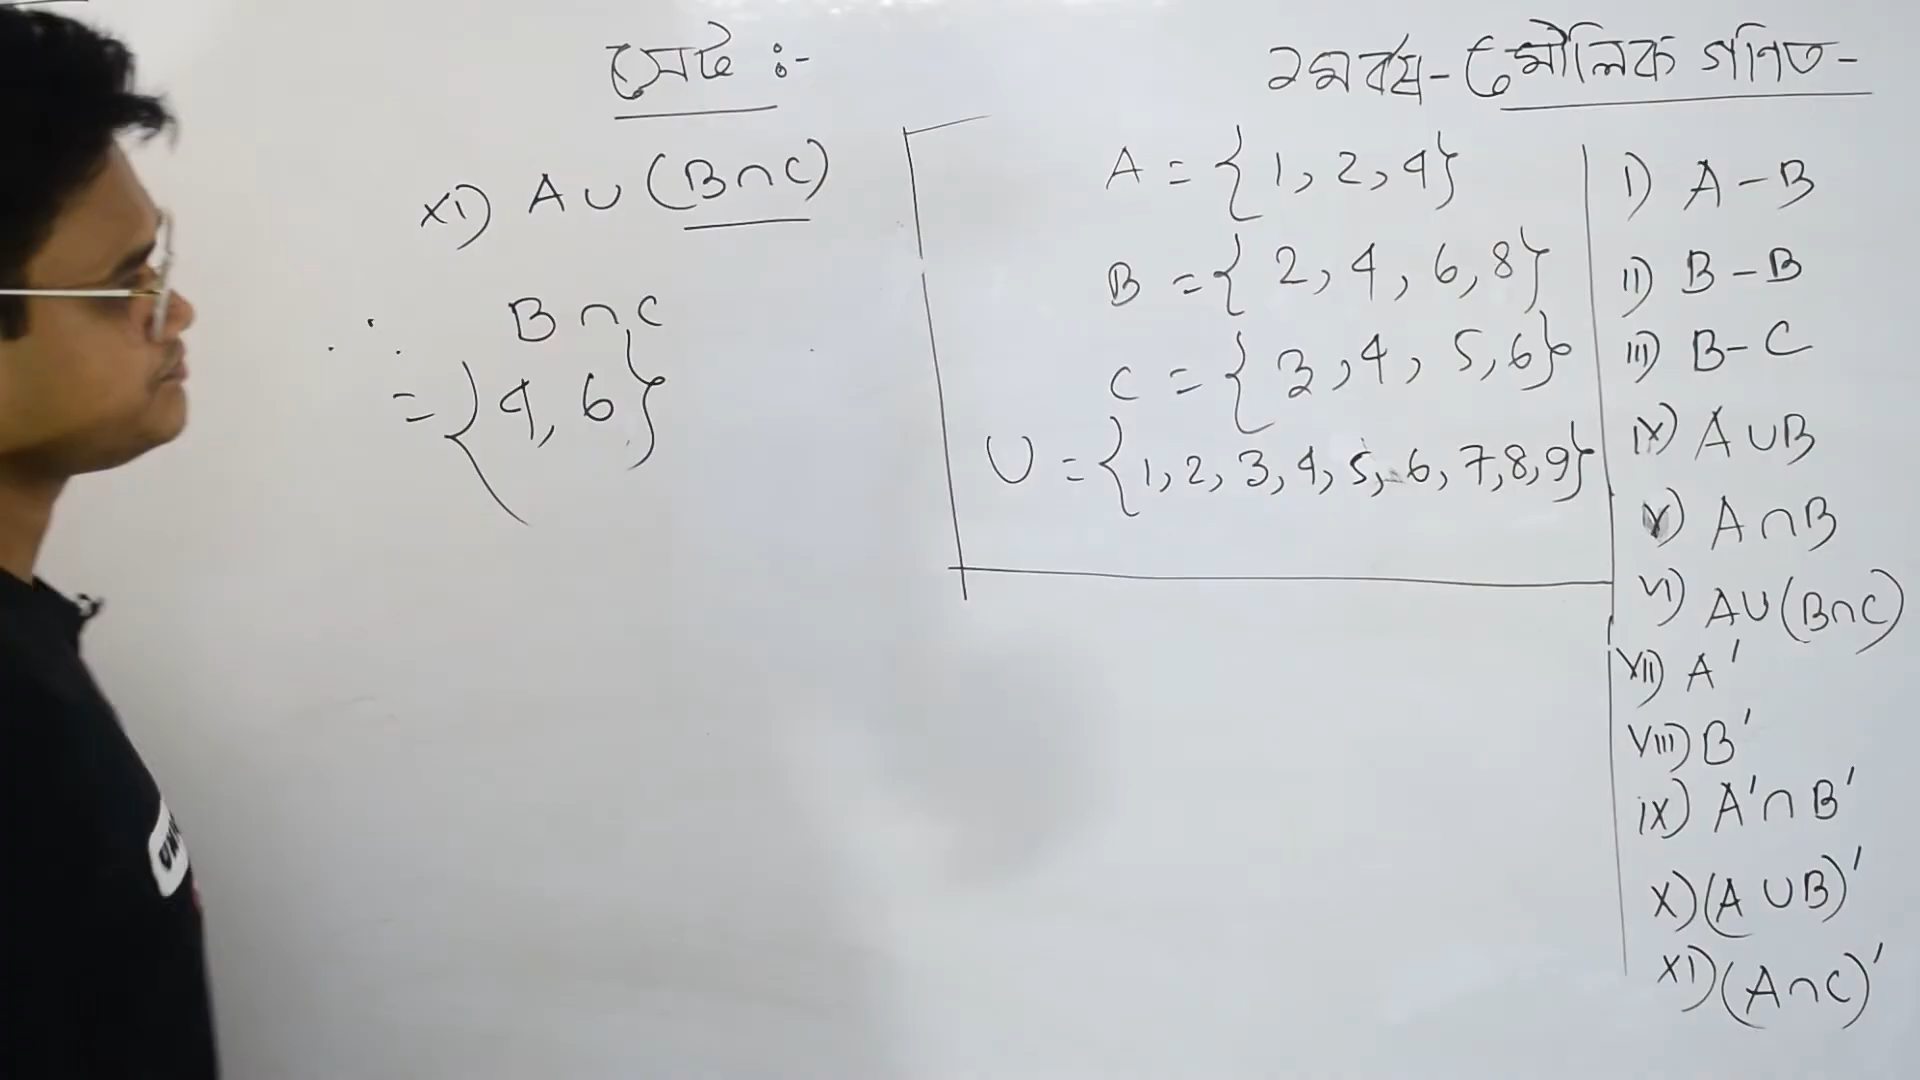 সেট :-
XI) A ∪ (B ∩ C)
∴ B ∩ C
= {4, 6}
১ম বর্ষ - মৌলিক গণিত -
A = {1, 2, 4}
B = {2, 4, 6, 8}
C = {3, 4, 5, 6}
U = {1, 2, 3, 4, 5, 6, 7, 8, 9}
I) A - B
II) B - B
III) B - C
IV) A ∪ B
V) A ∩ B
VI) A ∪ (B ∩ C)
VII) A'
VIII) B'
IX) A' ∩ B'
X) (A ∪ B)'
XI) (A ∩ C)'